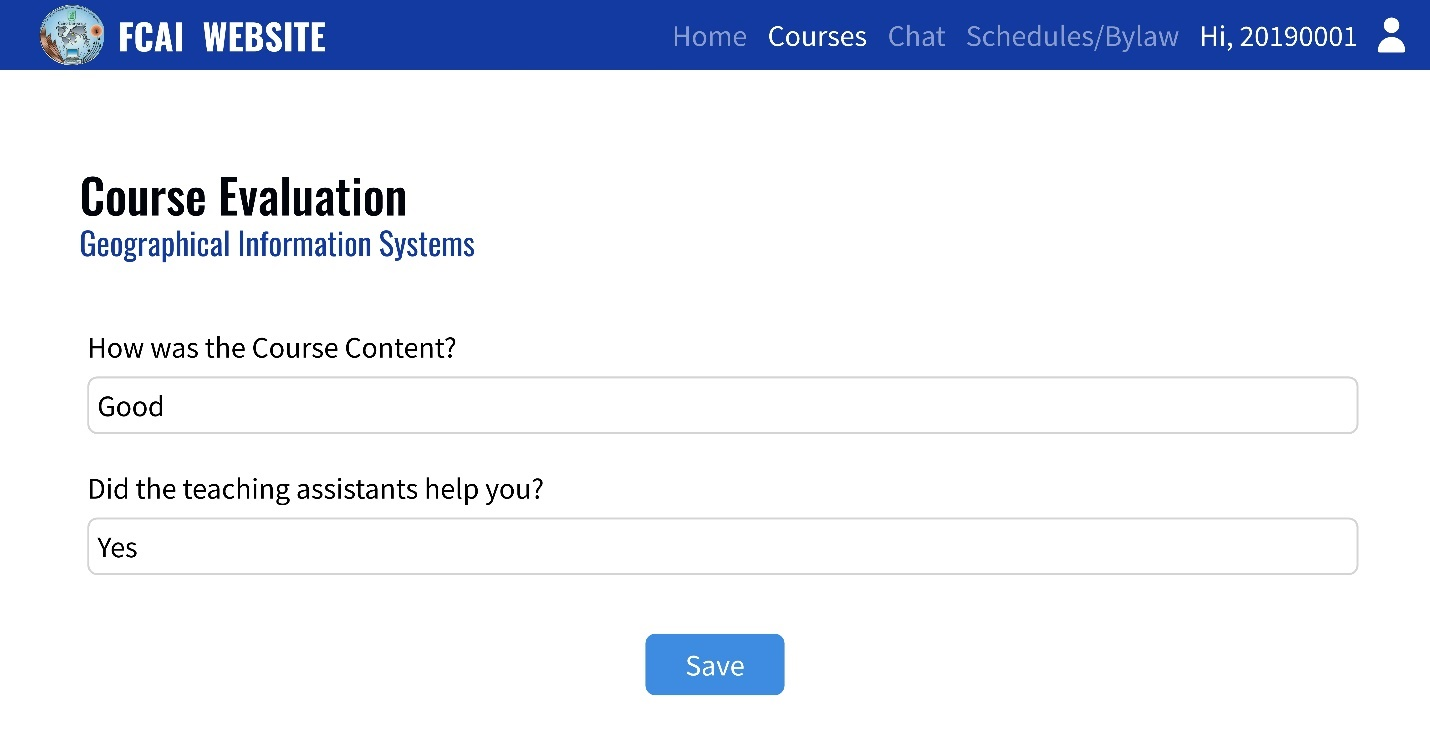 FCAI WEBSITE
Home Courses Chat Schedules/Bylaw Hi, 20190001
Course Evaluation
Geographical Information Systems
How was the Course Content?
Good
Did the teaching assistants help you?
Yes
Save